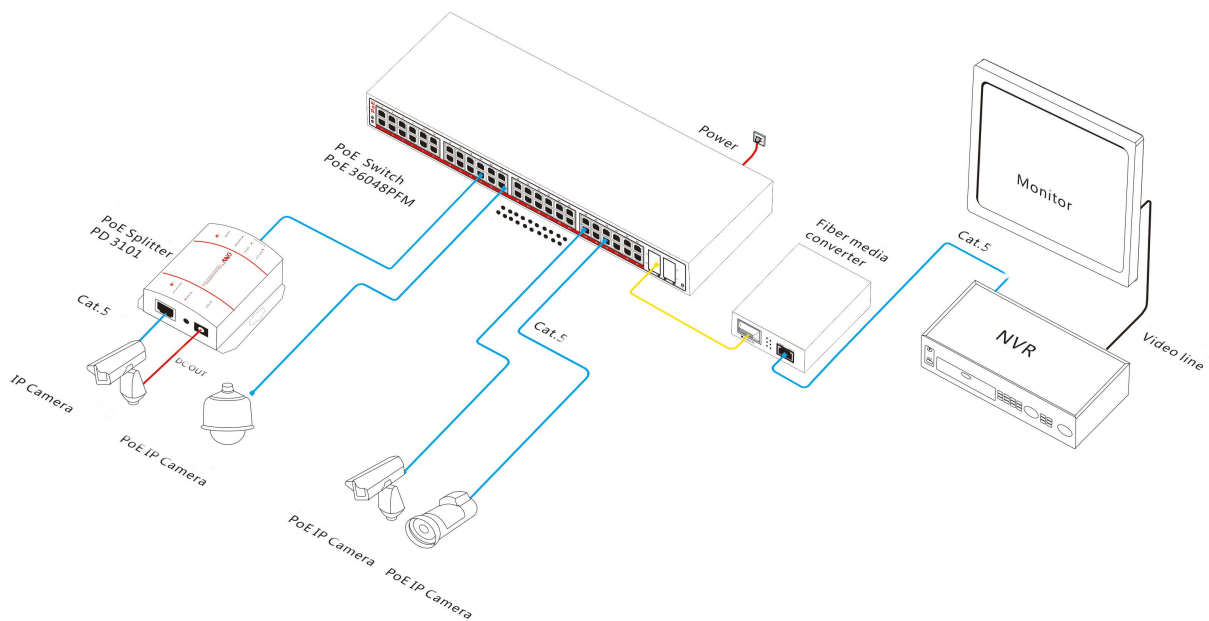 Power
Monitor
PoE Switch
PoE 36048PFM
PoE Splitter
PD 3101
Fiber media
converter
Cat.5
Cat.5
Cat.5
NVR
Video line
DC OUT
IP Camera
PoE IP Camera
PoE IP Camera
PoE IP Camera